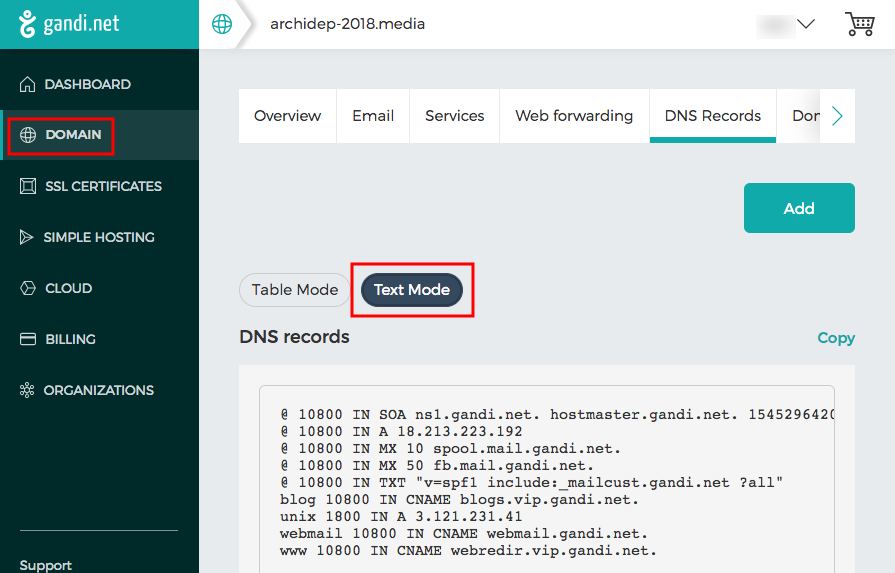 gandi.net
archidep-2018.media
DASHBOARD
DOMAIN
SSL CERTIFICATES
SIMPLE HOSTING
CLOUD
BILLING
ORGANIZATIONS
Support
Overview Email Services Web forwarding DNS Records Dor
Add
Table Mode Text Mode
DNS records Copy
@ 10800 IN SOA ns1.gandi.net. hostmaster.gandi.net. 1545296420
@ 10800 IN A 18.213.223.192
@ 10800 IN MX 10 spool.mail.gandi.net.
@ 10800 IN MX 50 fb.mail.gandi.net.
@ 10800 IN TXT "v=spf1 include:_mailcust.gandi.net ?all"
blog 10800 IN CNAME blogs.vip.gandi.net.
unix 1800 IN A 3.121.231.41
webmail 10800 IN CNAME webmail.gandi.net.
www 10800 IN CNAME webredir.vip.gandi.net.